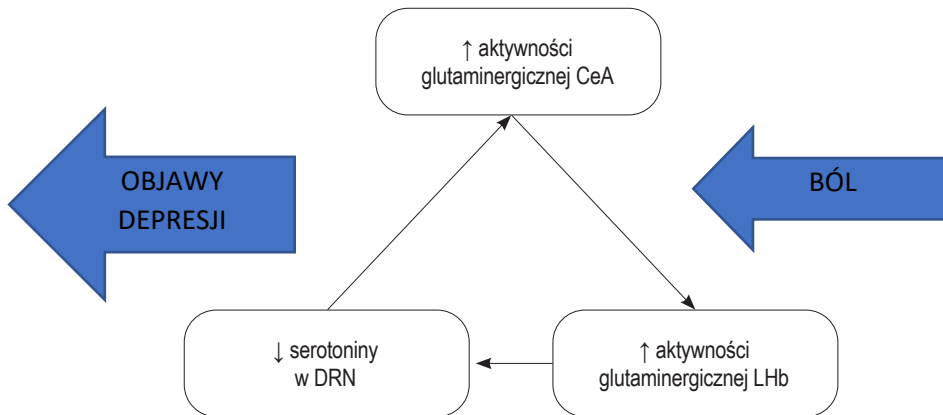 ↑ aktywności
glutaminergicznej CeA
OBJAWY
DEPRESJI
BÓL
↓ serotoniny
w DRN
↑ aktywności
glutaminergicznej LHb